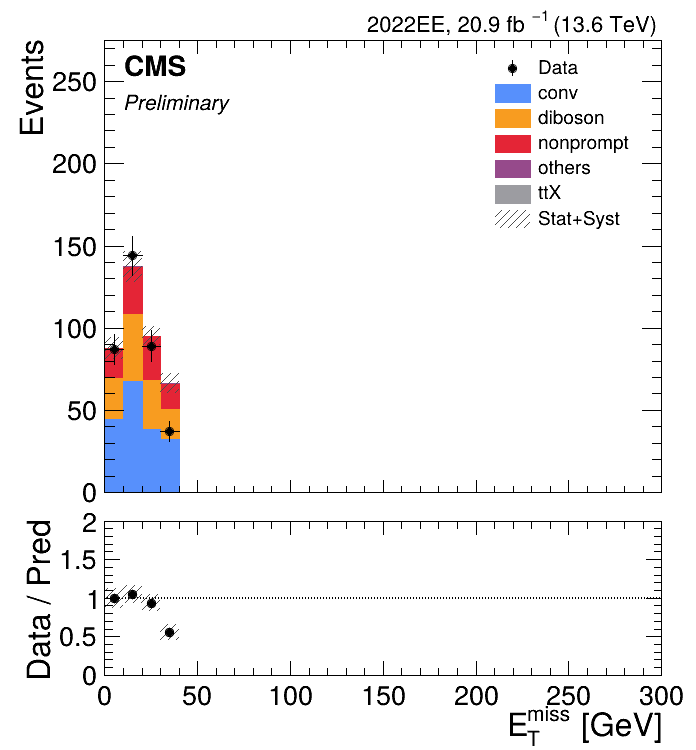 2022EE, 20.9 fb⁻¹ (13.6 TeV)
CMS
Preliminary
Events
250
200
150
100
50
0
Data
conv
diboson
nonprompt
others
ttX
Stat+Syst
Data / Pred
2
1.5
1
0.5
0
0 50 100 150 200 250 300
E_T^miss [GeV]